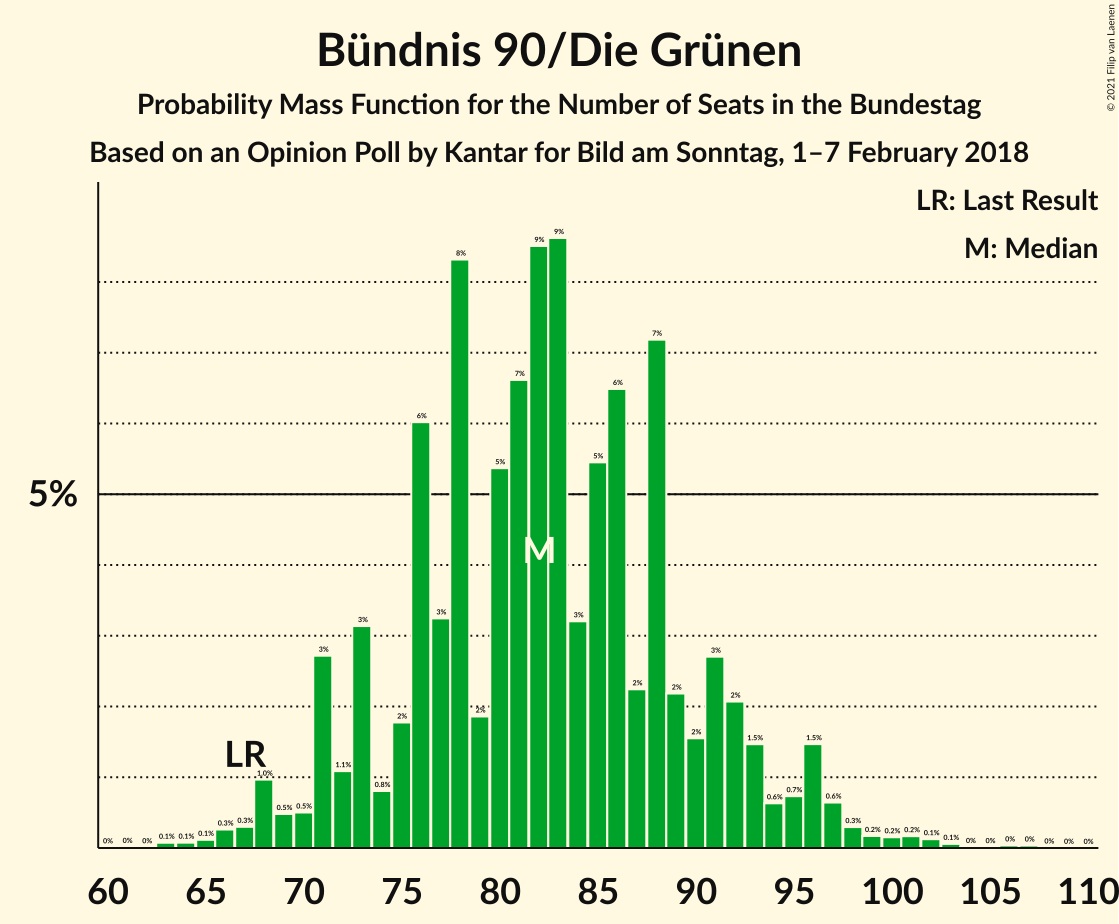 Bündnis 90/Die Grünen
Probability Mass Function for the Number of Seats in the Bundestag
Based on an Opinion Poll by Kantar for Bild am Sonntag, 1–7 February 2018
© 2021 Filip van Laenen
LR: Last Result
M: Median
5%
LR
M
0% 0% 0% 0.1% 0.1% 0.1% 0.3% 0.3% 1.0% 0.5% 0.5% 3% 1.1% 3% 0.8% 2% 6% 3% 8% 2% 5% 7% 9% 9% 3% 5% 6% 2% 7% 2% 2% 3% 2% 1.5% 0.6% 0.7% 1.5% 0.6% 0.3% 0.2% 0.2% 0.2% 0.1% 0.1% 0% 0% 0% 0% 0% 0% 0%
60 65 70 75 80 85 90 95 100 105 110